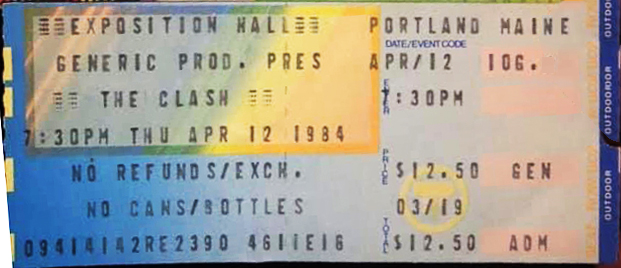 EXPOSITION HALL PORTLAND MAINE
DATE/EVENT CODE
GENERIC PROD. PRES APR/12 10G.
THE CLASH 7:30PM
7:30PM THU APR 12 1984
NO REFUNDS/EXCH. PRICE $12.50 GEN
NO CANS/BOTTLES 03/19
09414142RE2390 4611E16 TOTAL $12.50 ADM
OUTDOOR
OUTDOOR
OUTDOOR